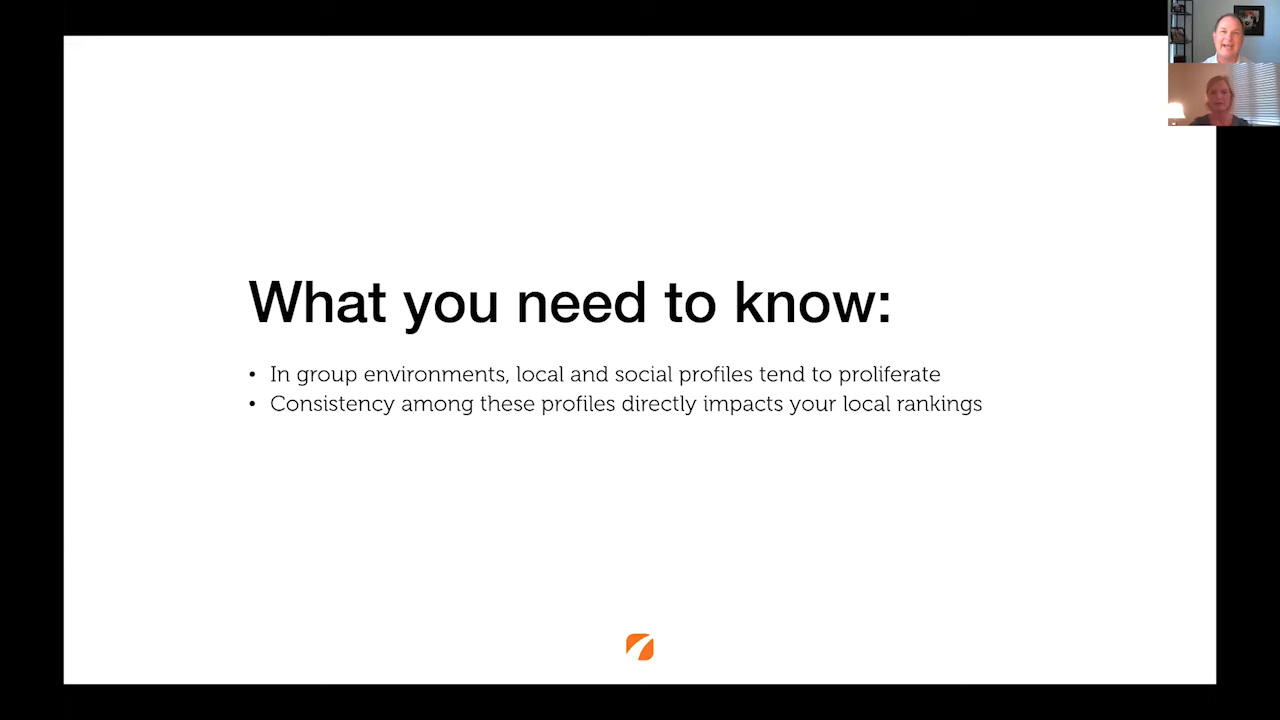 What you need to know:
• In group environments, local and social profiles tend to proliferate
• Consistency among these profiles directly impacts your local rankings